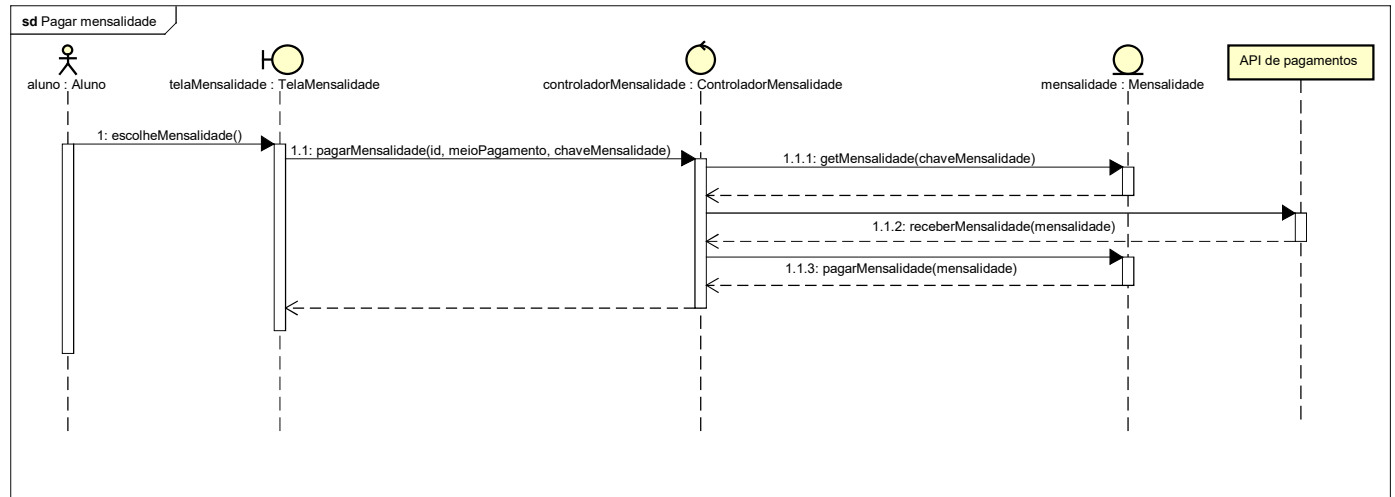 sd Pagar mensalidade
aluno : Aluno
telaMensalidade : TelaMensalidade
controladorMensalidade : ControladorMensalidade
mensalidade : Mensalidade
API de pagamentos
1: escolheMensalidade()
1.1: pagarMensalidade(id, meioPagamento, chaveMensalidade)
1.1.1: getMensalidade(chaveMensalidade)
1.1.2: receberMensalidade(mensalidade)
1.1.3: pagarMensalidade(mensalidade)